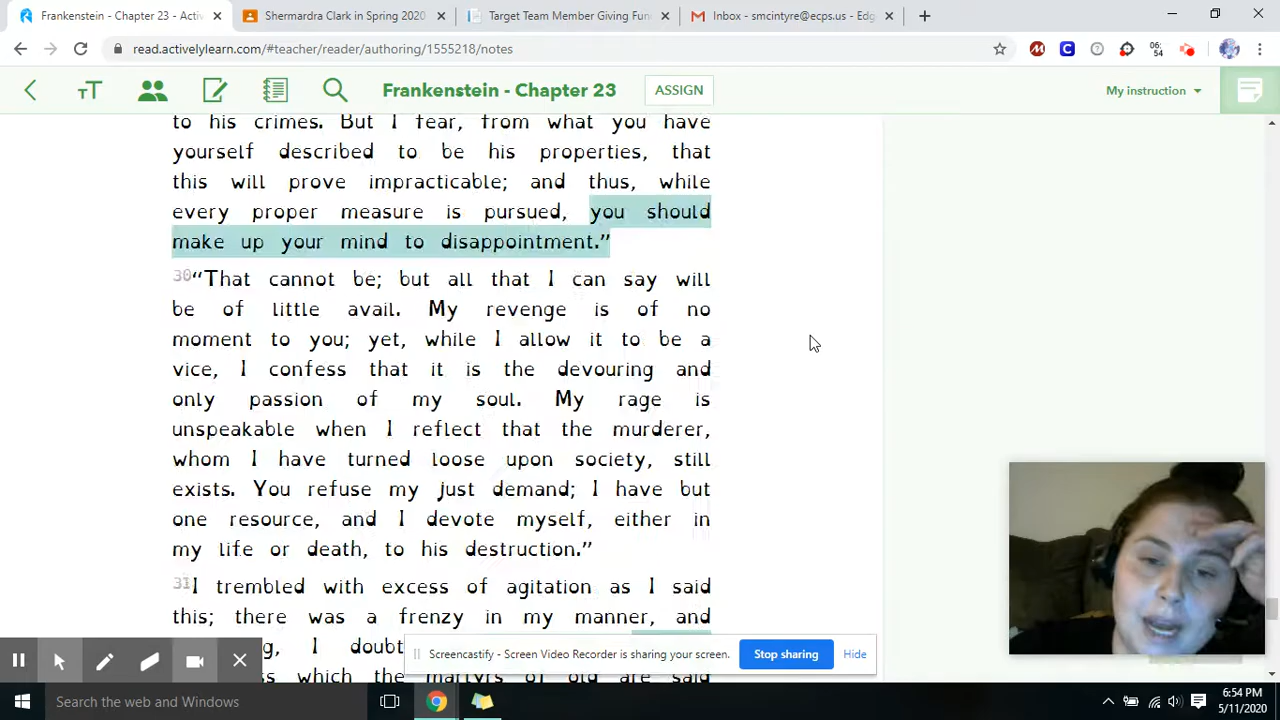 Frankenstein - Chapter 23 - Activ
Shermardra Clark in Spring 2020
Target Team Member Giving Fun
Inbox - smcintyre@ecps.us - Edg
read.activelylearn.com/#teacher/reader/authoring/1555218/notes
06:
54
Frankenstein - Chapter 23
ASSIGN
My instruction
to his crimes. But I fear, from what you have
yourself described to be his properties, that
this will prove impracticable; and thus, while
every proper measure is pursued, you should
make up your mind to disappointment.”
30 “That cannot be; but all that I can say will
be of little avail. My revenge is of no
moment to you; yet, while I allow it to be a
vice, I confess that it is the devouring and
only passion of my soul. My rage is
unspeakable when I reflect that the murderer,
whom I have turned loose upon society, still
exists. You refuse my just demand; I have but
one resource, and I devote myself, either in
my life or death, to his destruction.”
31 I trembled with excess of agitation as I said
this; there was a frenzy in my manner, and
I doubt
which the martyrs of old are said
Screencastify - Screen Video Recorder is sharing your screen.
Stop sharing
Hide
Search the web and Windows
6:54 PM
5/11/2020